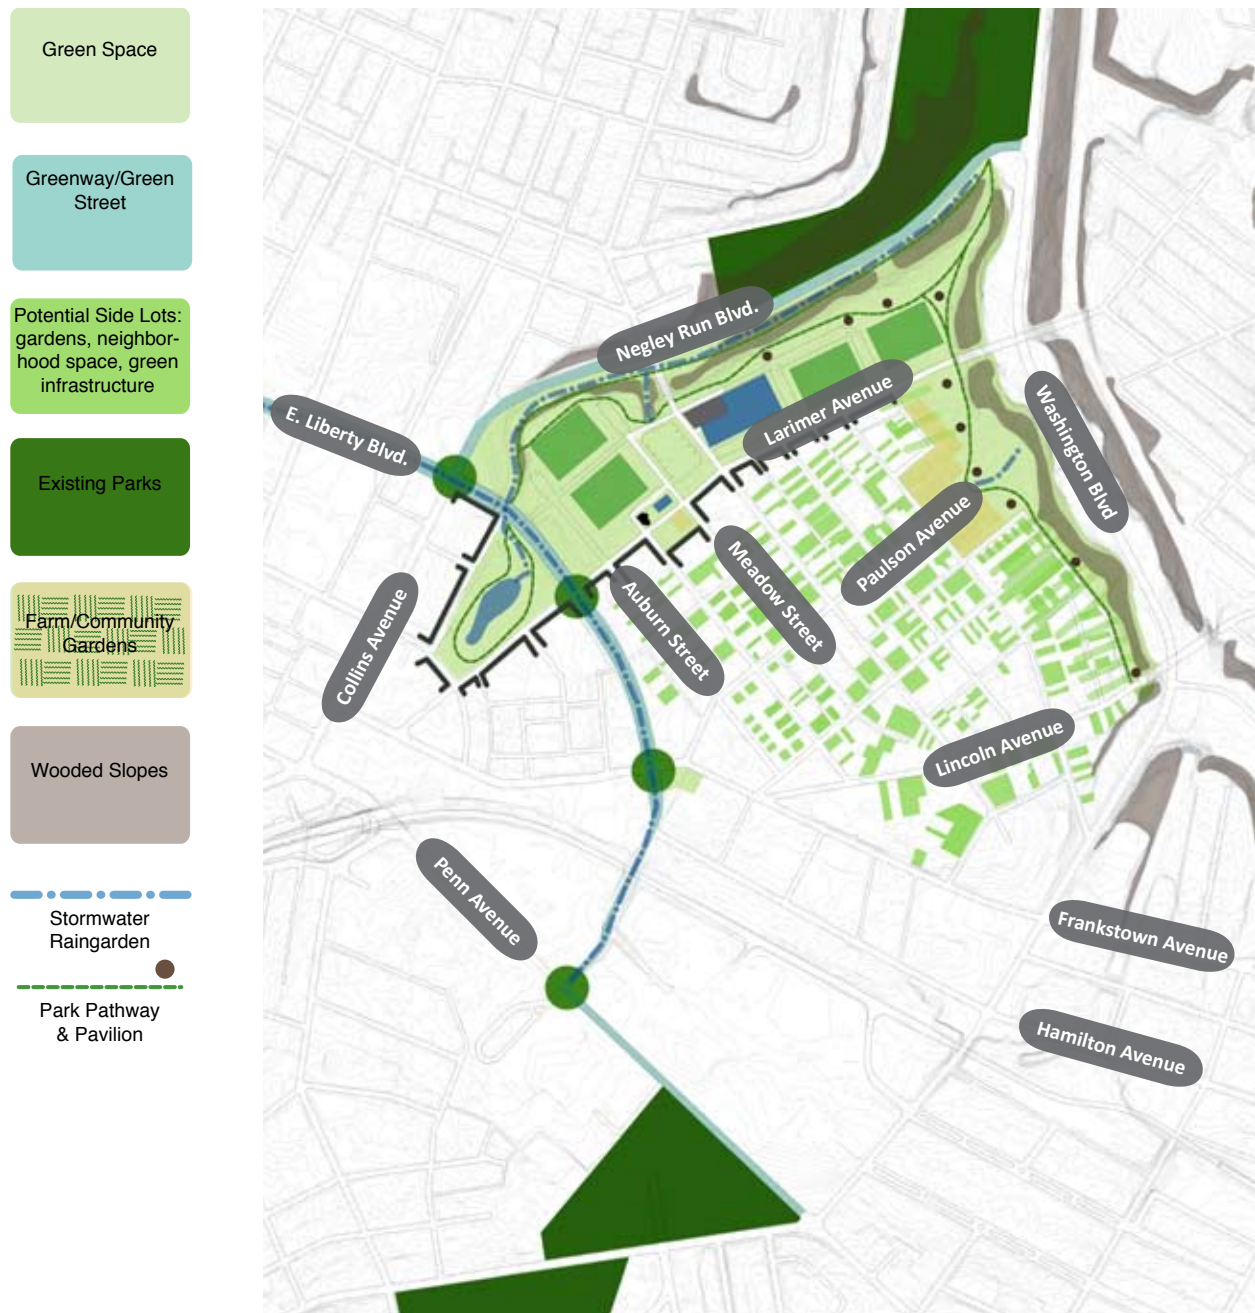 Green Space
Greenway/Green
Street
Potential Side Lots:
gardens, neighbor-
hood space, green
infrastructure
Existing Parks
Farm/Community
Gardens
Wooded Slopes
Stormwater
Raingarden
Park Pathway
& Pavilion
Negley Run Blvd.
E. Liberty Blvd.
Larimer Avenue
Washington Blvd
Paulson Avenue
Meadow Street
Auburn Street
Collins Avenue
Lincoln Avenue
Penn Avenue
Frankstown Avenue
Hamilton Avenue